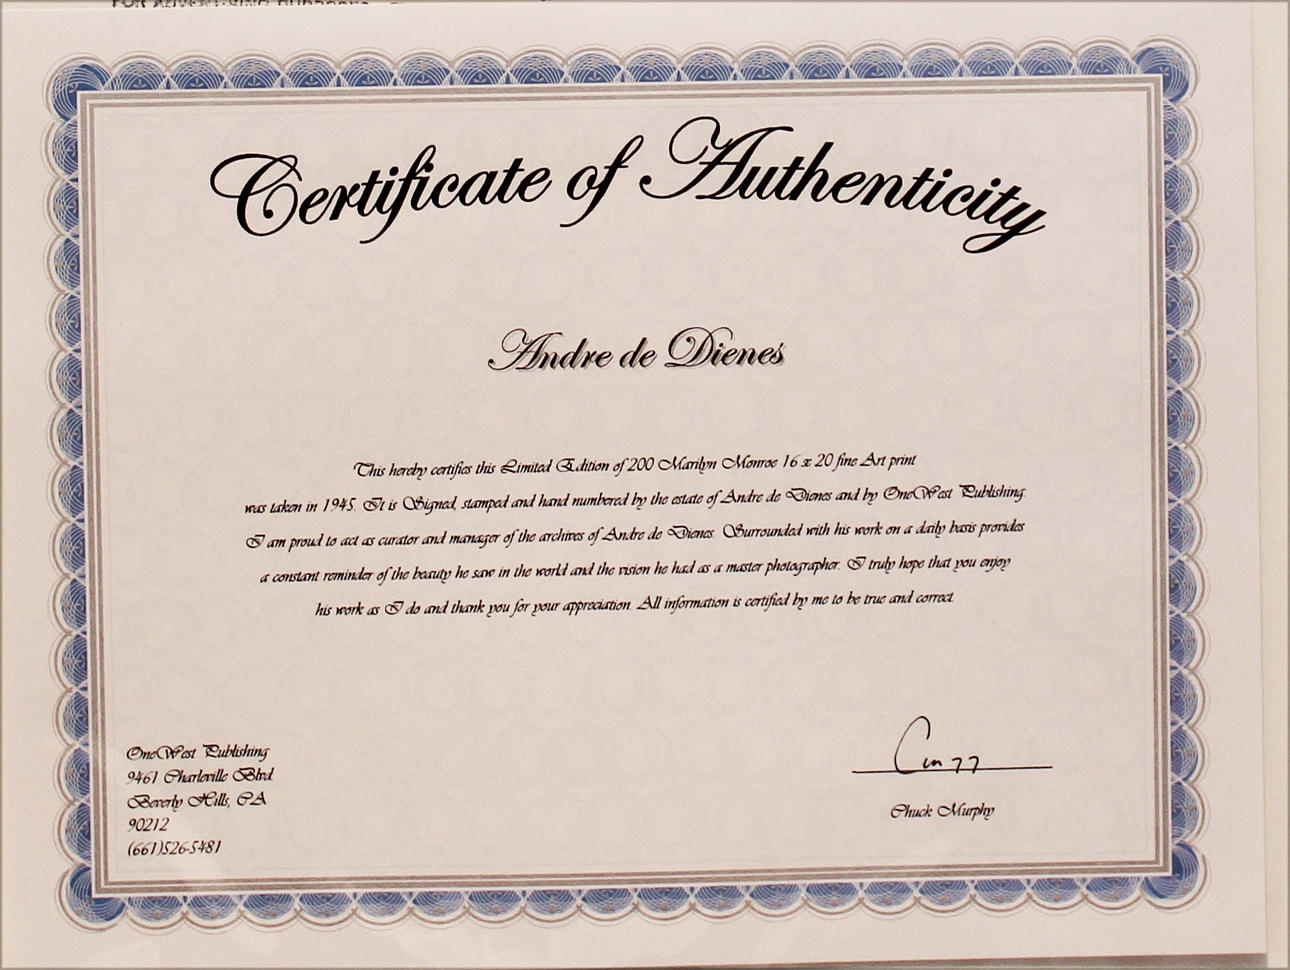 FOR ADVERTISING purposes
Certificate of Authenticity
Andre de Dienes
This hereby certifies this Limited Edition of 200 Marilyn Monroe 16 x 20 fine Art print
was taken in 1945. It is Signed, stamped and hand numbered by the estate of Andre de Dienes and by OneWest Publishing.
I am proud to act as curator and manager of the archives of Andre de Dienes. Surrounded with his work on a daily basis provides
a constant reminder of the beauty he saw in the world and the vision he had as a master photographer. I truly hope that you enjoy
his work as I do and thank you for your appreciation. All information is certified by me to be true and correct.
OneWest Publishing
9461 Charleville Blvd.
Beverly Hills, CA
90212
(661)526-5481
Chuck Murphy